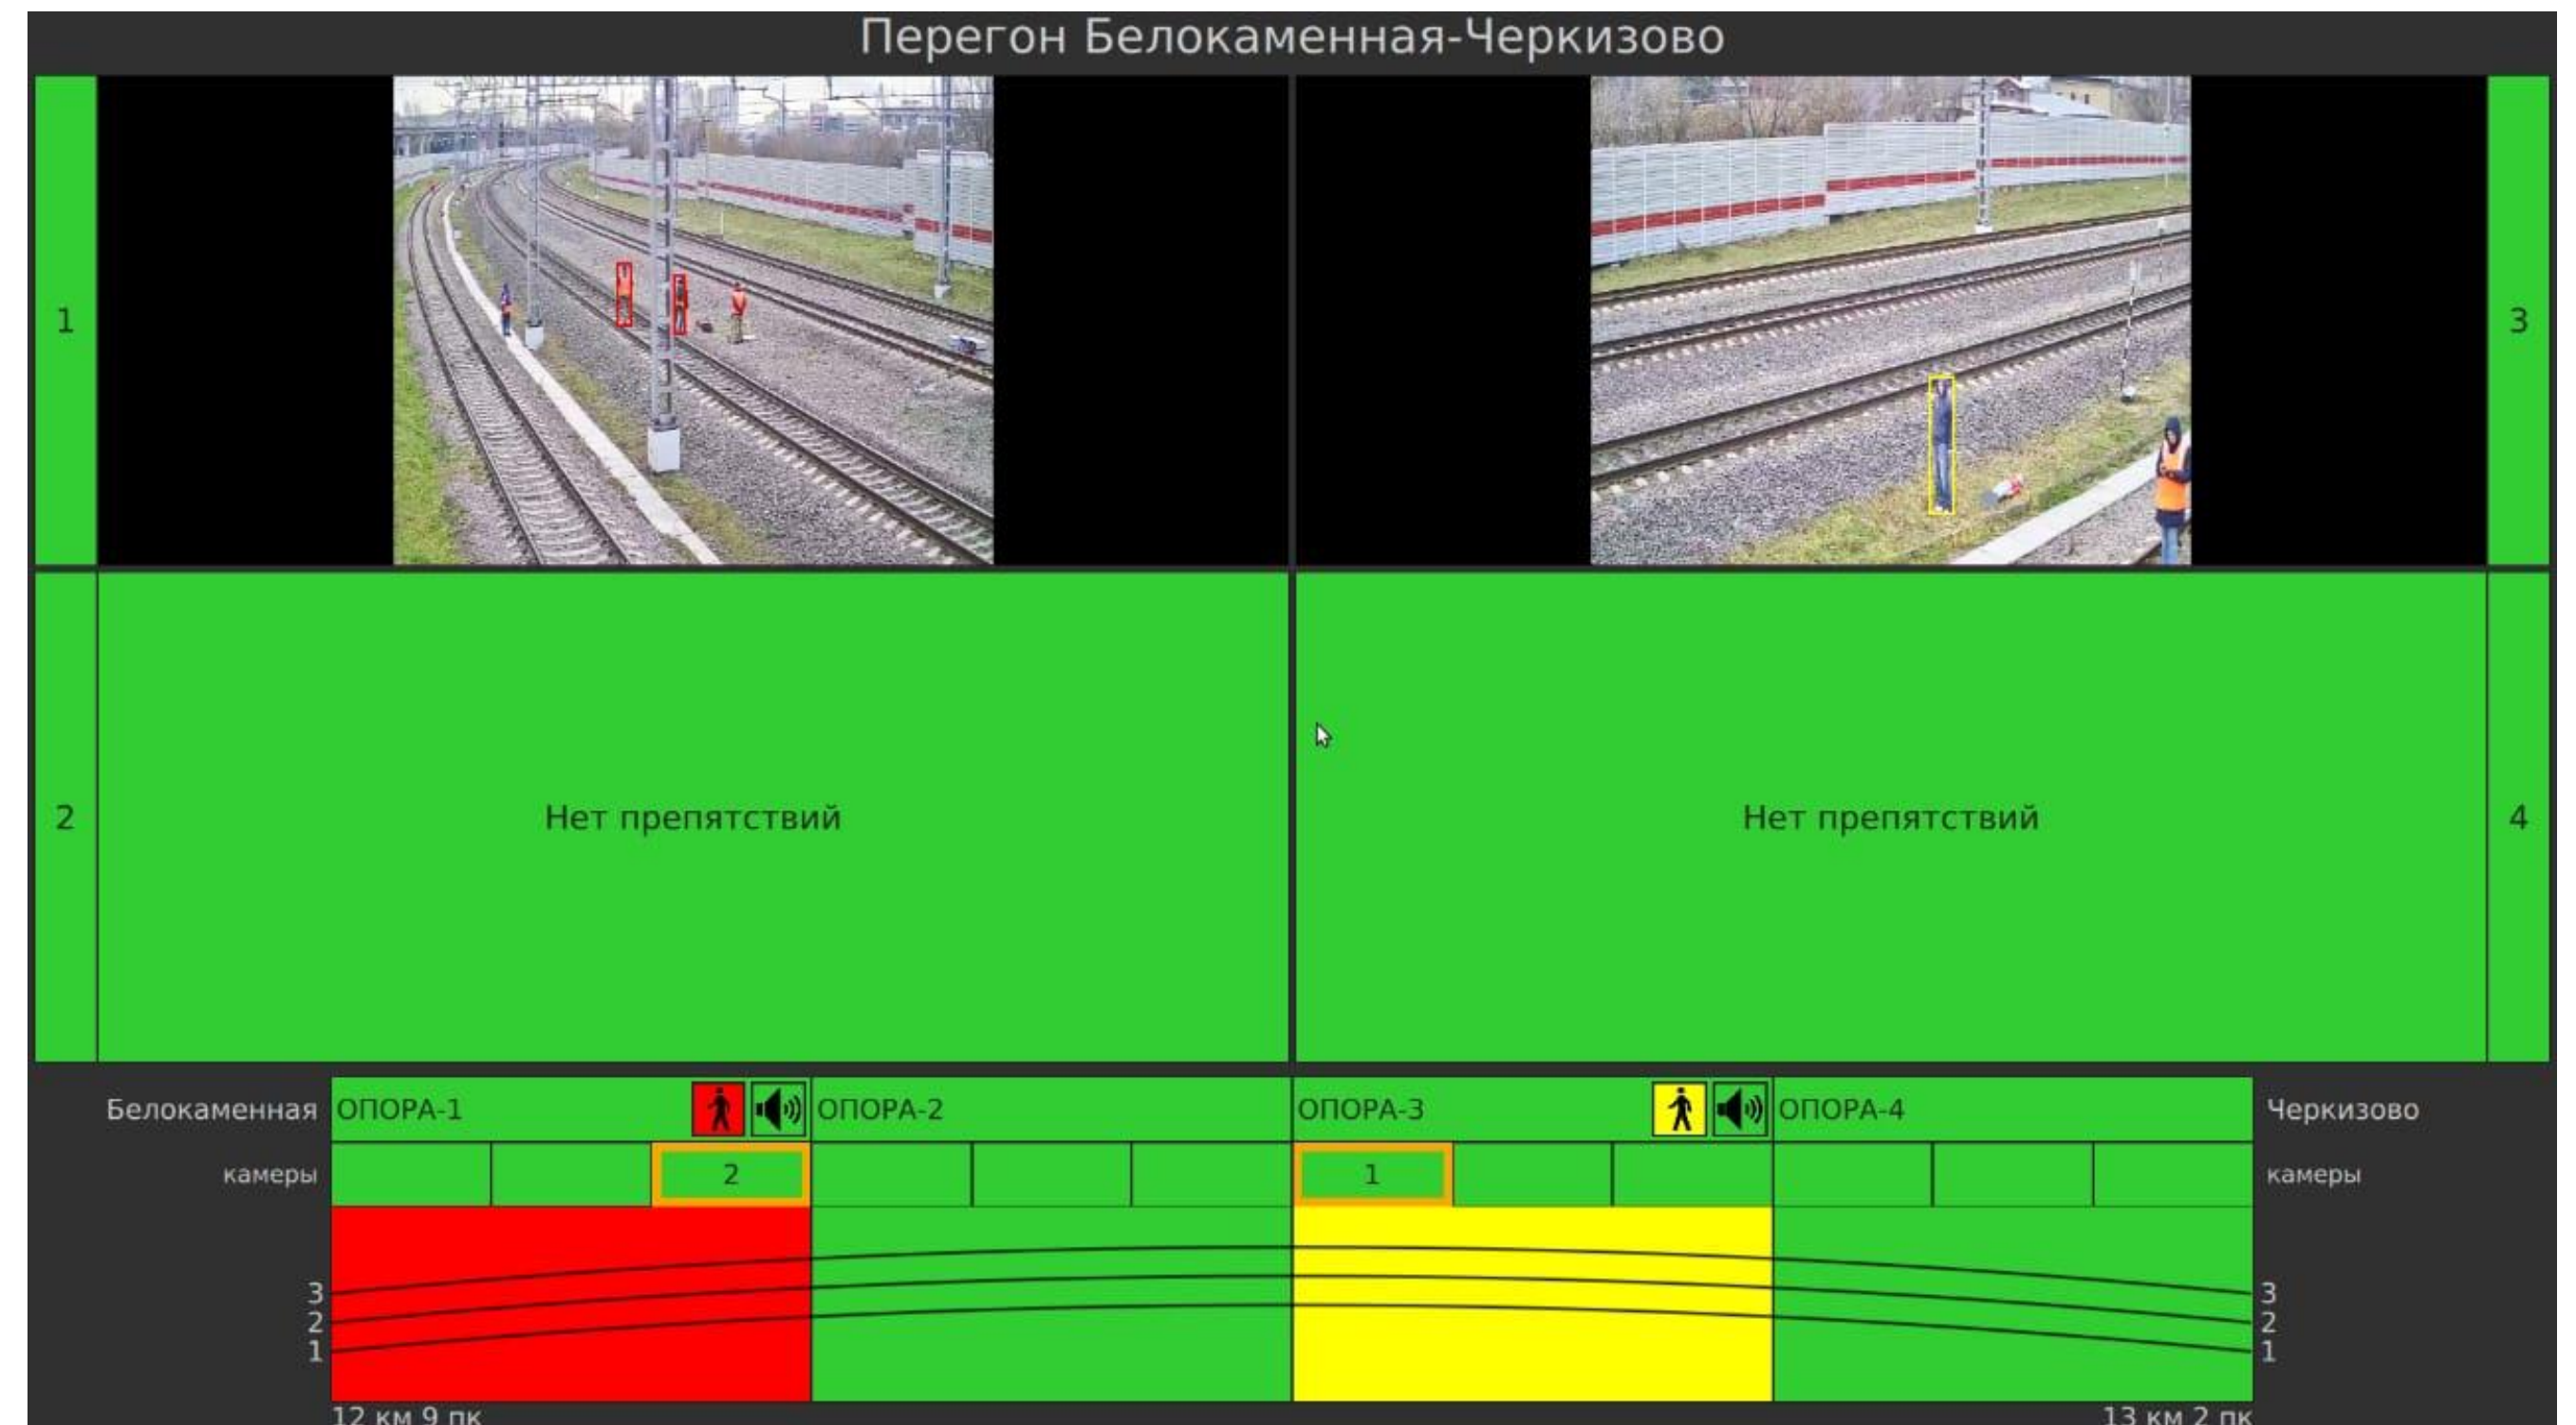 Перегон Белокаменная-Черкизово
1
3
2
Нет препятствий
Нет препятствий
4
Белокаменная
ОПОРА-1
ОПОРА-2
ОПОРА-3
ОПОРА-4
Черкизово
камеры
2
1
камеры
3
3
2
2
1
1
12 км 9 пк
13 км 2 пк